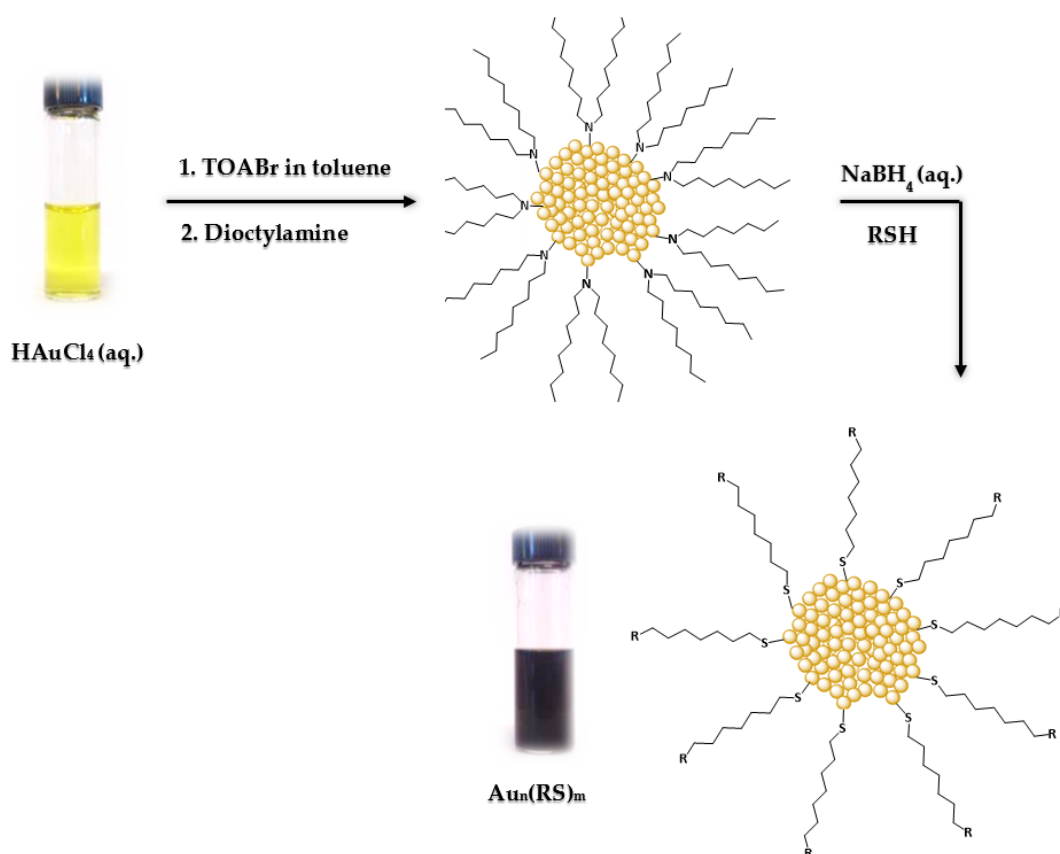 1. TOABr in toluene
2. Dioctylamine
HAuCl₄ (aq.)
N
N
N
N
N
N
N
N
N
N
NaBH₄ (aq.)
RSH
R
R
R
R
R
R
R
R
S
S
S
S
S
S
S
S
S
S
Auₙ(RS)ₘ